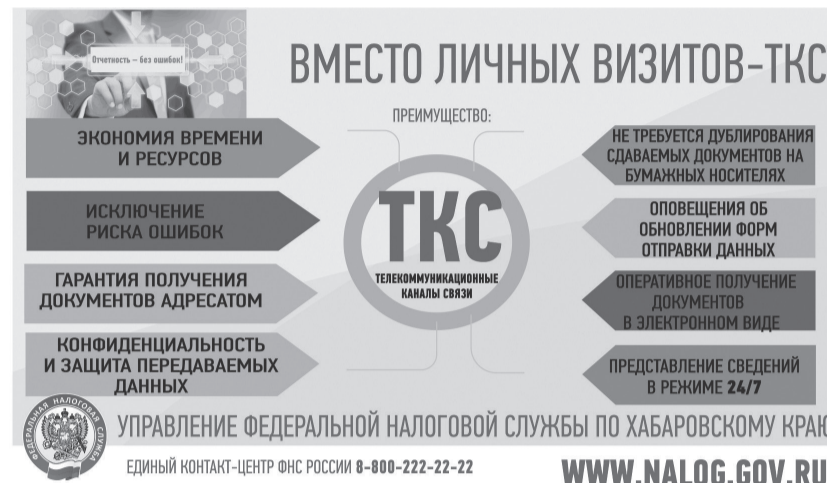 Отчетность – без ошибок!
ВМЕСТО ЛИЧНЫХ ВИЗИТОВ-ТКС
ПРЕИМУЩЕСТВО:
ЭКОНОМИЯ ВРЕМЕНИ
И РЕСУРСОВ
ИСКЛЮЧЕНИЕ
РИСКА ОШИБОК
ГАРАНТИЯ ПОЛУЧЕНИЯ
ДОКУМЕНТОВ АДРЕСАТОМ
КОНФИДЕНЦИАЛЬНОСТЬ
И ЗАЩИТА ПЕРЕДАВАЕМЫХ
ДАННЫХ
ТКС
ТЕЛЕКОММУНИКАЦИОННЫЕ
КАНАЛЫ СВЯЗИ
НЕ ТРЕБУЕТСЯ ДУБЛИРОВАНИЯ
СДАВАЕМЫХ ДОКУМЕНТОВ НА
БУМАЖНЫХ НОСИТЕЛЯХ
ОПОВЕЩЕНИЯ ОБ
ОБНОВЛЕНИИ ФОРМ
ОТПРАВКИ ДАННЫХ
ОПЕРАТИВНОЕ ПОЛУЧЕНИЕ
ДОКУМЕНТОВ
В ЭЛЕКТРОННОМ ВИДЕ
ПРЕДСТАВЛЕНИЕ СВЕДЕНИЙ
В РЕЖИМЕ 24/7
ФЕДЕРАЛЬНАЯ НАЛОГОВАЯ СЛУЖБА
УПРАВЛЕНИЕ ФЕДЕРАЛЬНОЙ НАЛОГОВОЙ СЛУЖБЫ ПО ХАБАРОВСКОМУ КРАЮ
ЕДИНЫЙ КОНТАКТ-ЦЕНТР ФНС РОССИИ 8-800-222-22-22
WWW.NALOG.GOV.RU